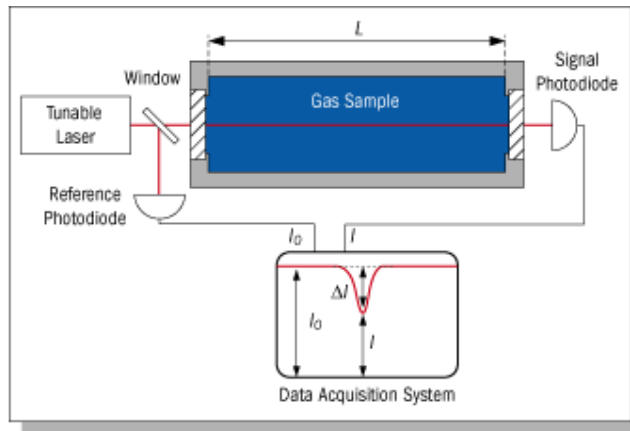 L
Signal
Photodiode
Window
Gas Sample
Tunable
Laser
Reference
Photodiode
I0
I
ΔI
I0
I
Data Acquisition System